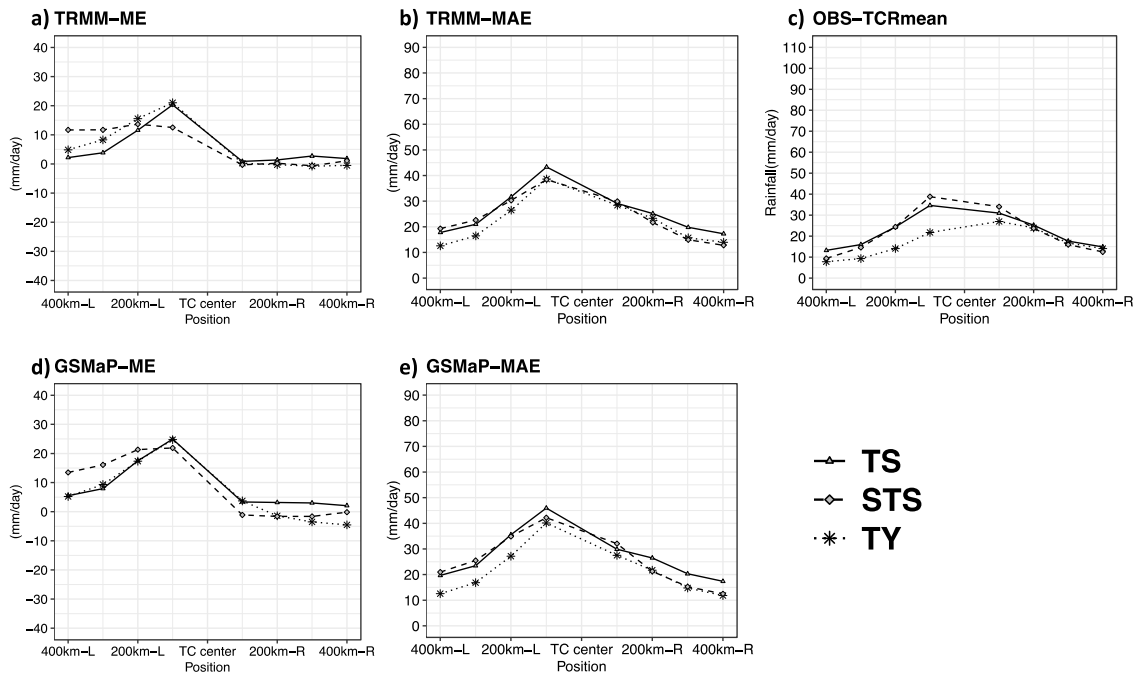 a) TRMM−ME
40
30
20
10
0
−10
−20
−30
−40
(mm/day)
400km−L 200km−L TC center 200km−R 400km−R
Position
b) TRMM−MAE
90
80
70
60
50
40
30
20
10
0
(mm/day)
400km−L 200km−L TC center 200km−R 400km−R
Position
c) OBS−TCRmean
110
100
90
80
70
60
50
40
30
20
10
0
Rainfall(mm/day)
400km−L 200km−L TC center 200km−R 400km−R
Position
d) GSMaP−ME
40
30
20
10
0
−10
−20
−30
−40
(mm/day)
400km−L 200km−L TC center 200km−R 400km−R
Position
e) GSMaP−MAE
90
80
70
60
50
40
30
20
10
0
(mm/day)
400km−L 200km−L TC center 200km−R 400km−R
Position
TS
STS
TY